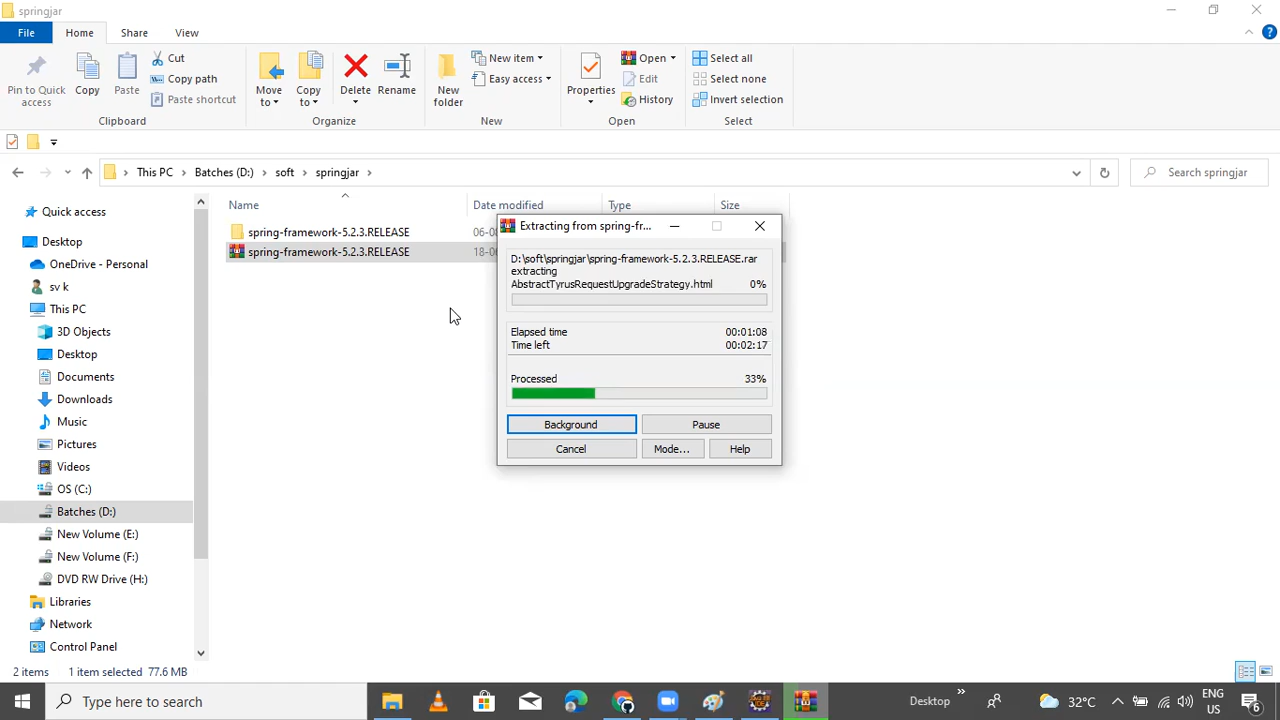 springjar
File Home Share View
Pin to Quick access
Copy
Paste
Cut
Copy path
Paste shortcut
Clipboard
Move to
Copy to
Delete
Rename
Organize
New folder
New item
Easy access
New
Properties
Open
Edit
History
Open
Select all
Select none
Invert selection
Select
This PC Batches (D:) soft springjar
Search springjar
Quick access
Desktop
OneDrive - Personal
sv k
This PC
3D Objects
Desktop
Documents
Downloads
Music
Pictures
Videos
OS (C:)
Batches (D:)
New Volume (E:)
New Volume (F:)
DVD RW Drive (H:)
Libraries
Network
Control Panel
Name Date modified Type Size
spring-framework-5.2.3.RELEASE 06-0
spring-framework-5.2.3.RELEASE 18-0
Extracting from spring-fr...
D:\soft\springjar\spring-framework-5.2.3.RELEASE.rar
extracting
AbstractTyrusRequestUpgradeStrategy.html 0%
Elapsed time 00:01:08
Time left 00:02:17
Processed 33%
Background Pause
Cancel Mode... Help
2 items 1 item selected 77.6 MB
Type here to search
Desktop
32°C
ENG
US
6